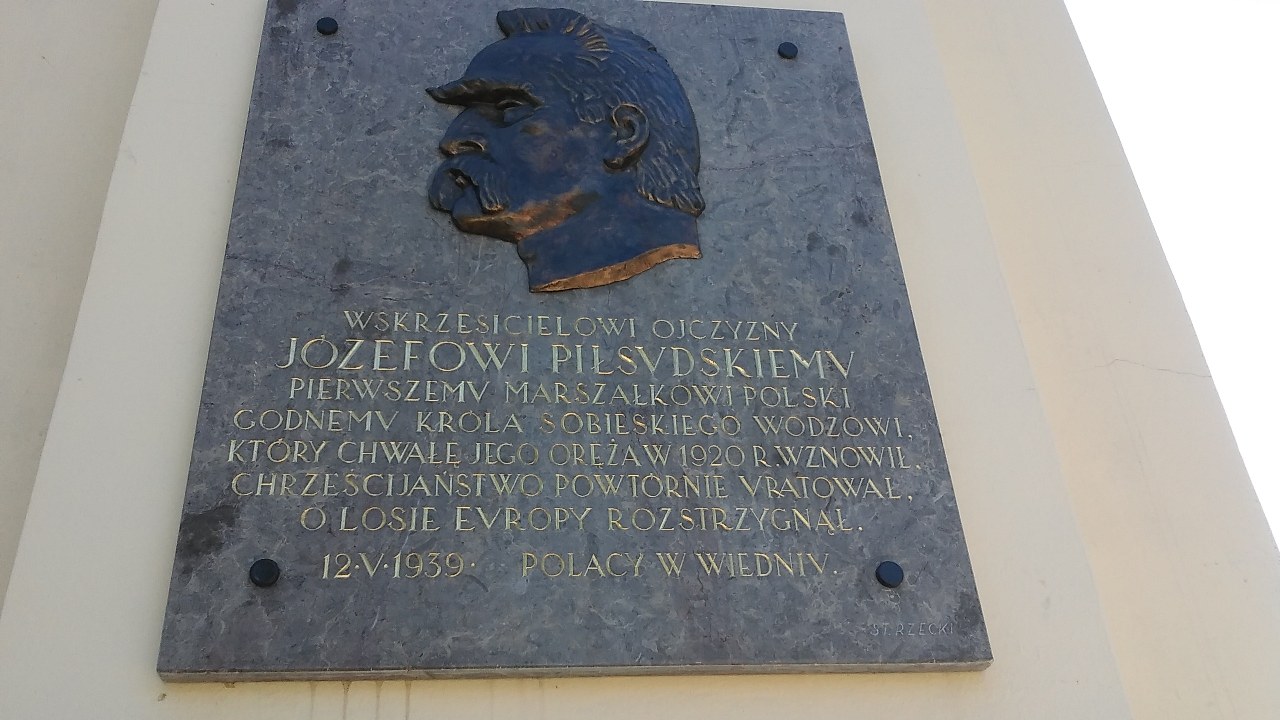 WSKRZESICIELOWI OJCZYZNY
JÓZEFOWI PIŁSVDSKIEMV
PIERWSZEMV MARSZAŁKOWI POLSKI
GODNEMV KRÓLA SOBIESKIEGO WODZOWI,
KTÓRY CHWAŁĘ JEGO ORĘŻA W 1920 R. WZNOWIŁ,
CHRZEŚCIJAŃSTWO POWTÓRNIE VRATOWAŁ,
O LOSIE EVROPY ROZSTRZYGNĄŁ.
12·V·1939· POLACY W WIEDNIV.
ST. RZECKI